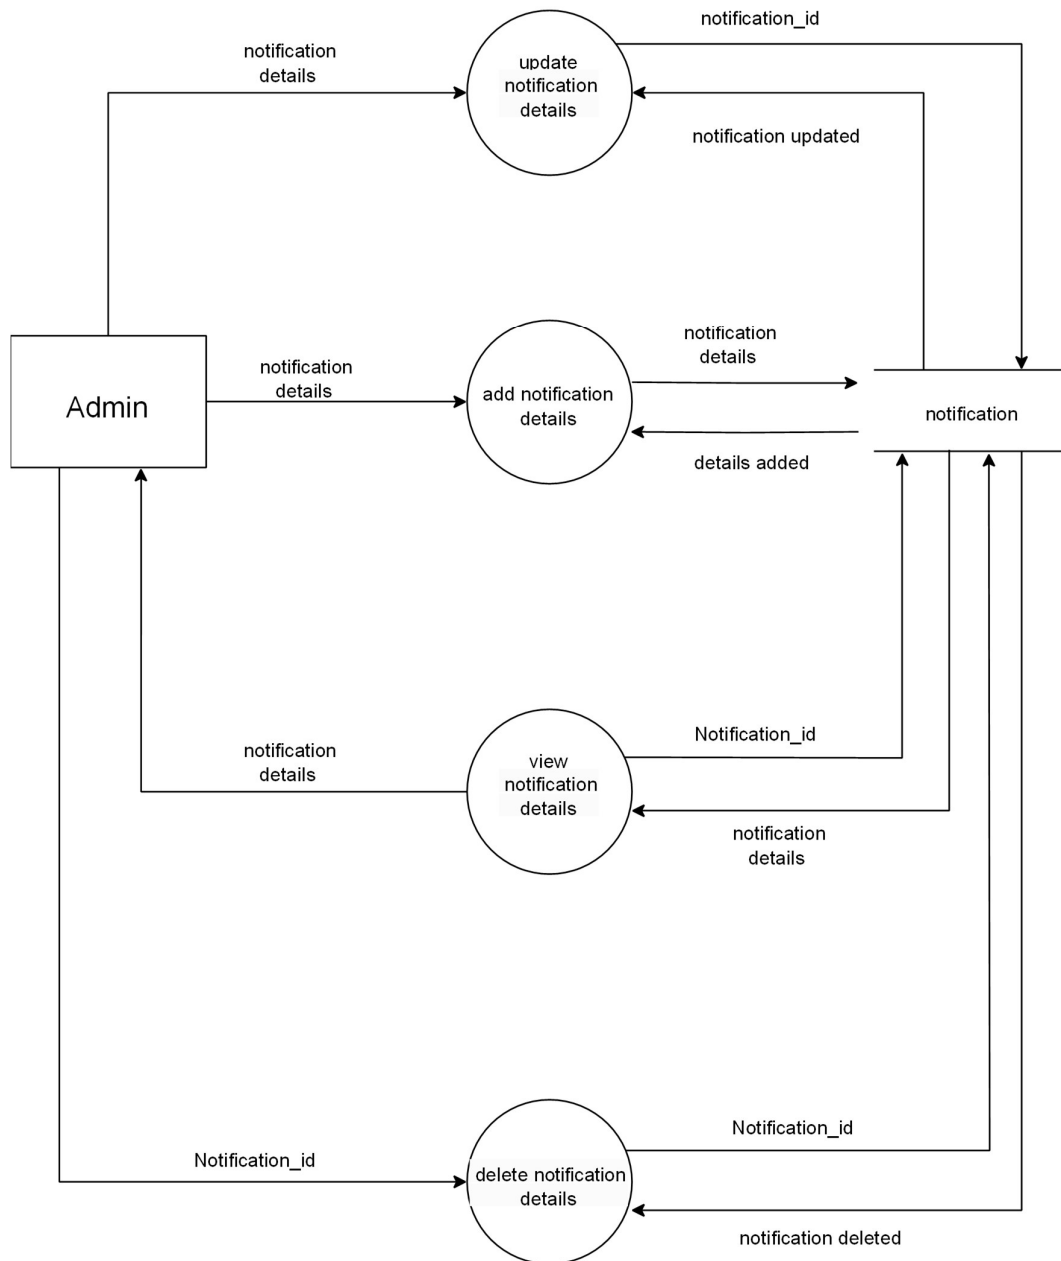 notification_id
notification
details
update
notification
details
notification updated
notification
details
notification
details
Admin
add notification
details
notification
details added
Notification_id
notification
details
view
notification
details
notification
details
Notification_id
Notification_id
delete notification
details
notification deleted